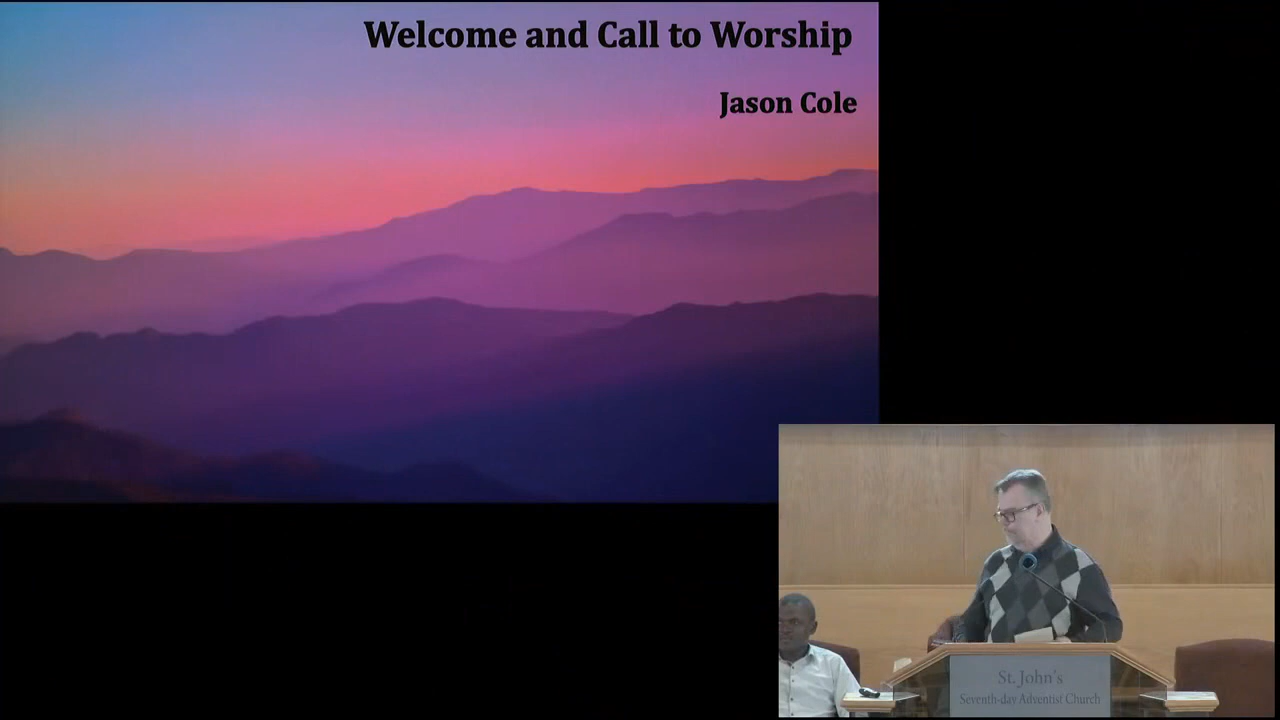 Welcome and Call to Worship
Jason Cole
St. John's
Seventh-day Adventist Church